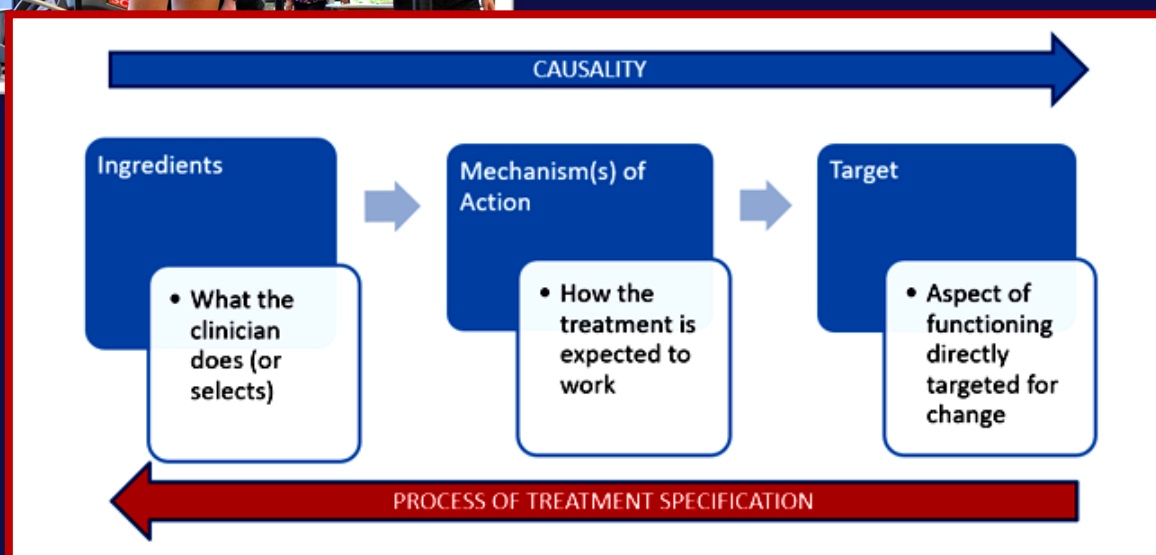 CAUSALITY
Ingredients
Mechanism(s) of
Action
Target
• What the
clinician
does (or
selects)
• How the
treatment is
expected to
work
• Aspect of
functioning
directly
targeted for
change
PROCESS OF TREATMENT SPECIFICATION